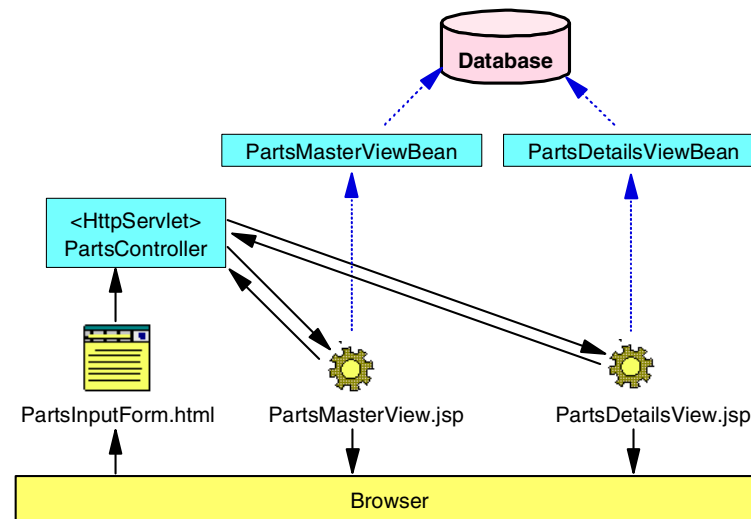 Database
PartsMasterViewBean
PartsDetailsViewBean
<HttpServlet>
PartsController
PartsInputForm.html
PartsMasterView.jsp
PartsDetailsView.jsp
Browser